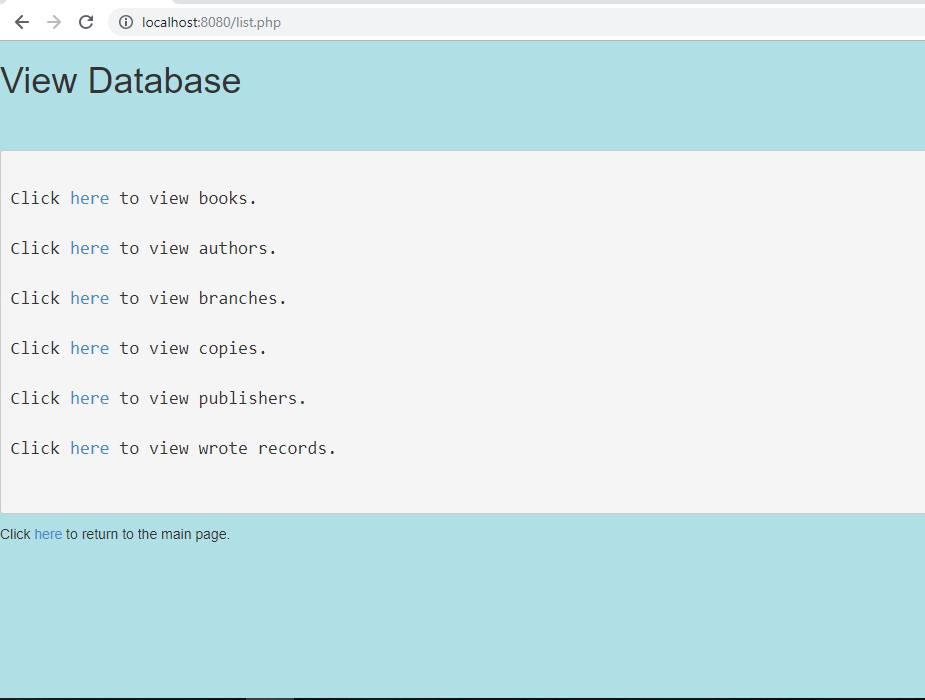 localhost:8080/list.php
View Database
Click here to view books.
Click here to view authors.
Click here to view branches.
Click here to view copies.
Click here to view publishers.
Click here to view wrote records.
Click here to return to the main page.